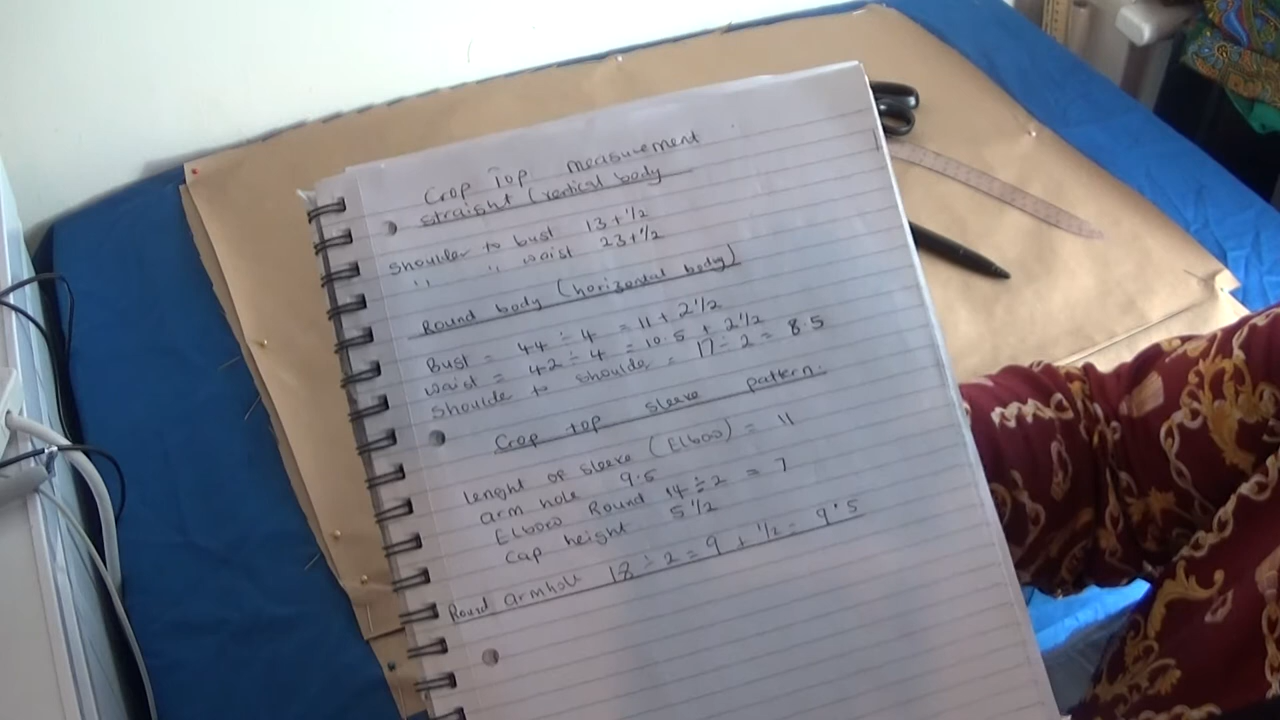 Crop Top measurement
straight (vertical body
Shoulder to bust 13+1/2
" " waist 23+1/2
Round body (horizontal body)
Bust = 44 ÷ 4 = 11 + 2 1/2
waist = 42 ÷ 4 = 10.5 + 2 1/2
Shoulde to shoulde = 17 ÷ 2 = 8.5
Crop top sleeve pattern.
lenght of sleeve (Elbow) = 11
arm hole 9.5
Elbow Round 14 ÷ 2 = 7
Cap height 5 1/2
Round armhole 18 ÷ 2 = 9 + 1/2 = 9.5